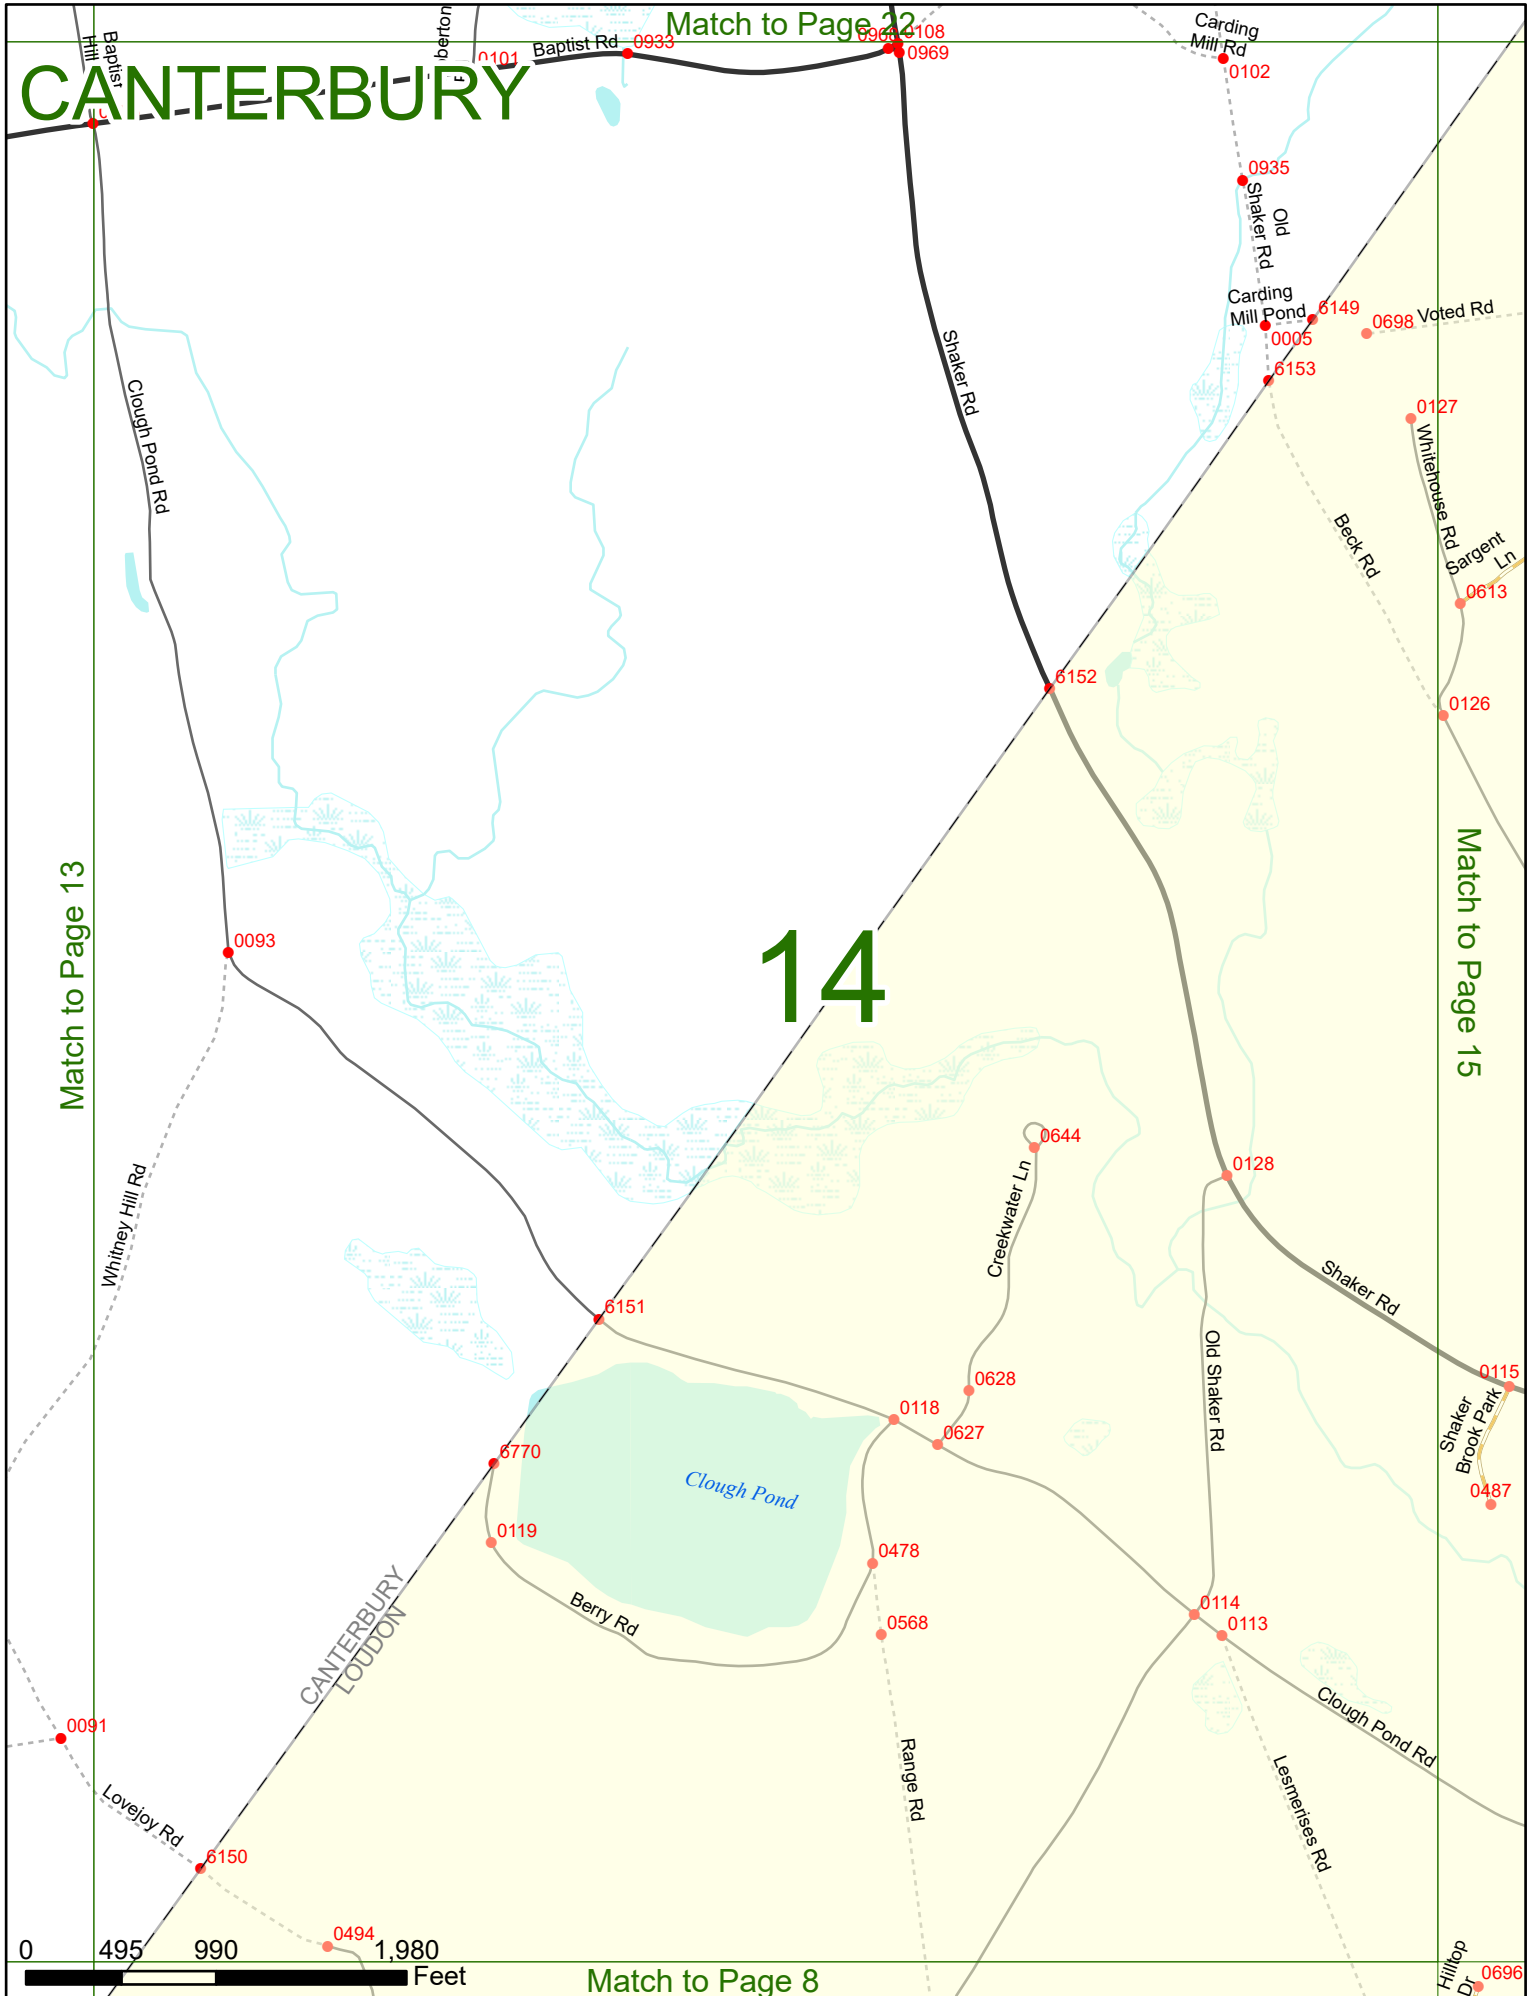 Match to Page 22
CANTERBURY
Baptist
Hill
0101
Baptist Rd
0933
0108
0969
Carding
Mill Rd
0102
0935
Old
Shaker Rd
Carding
Mill Pond
6149
0005
0698
Voted Rd
6153
Shaker Rd
Clough Pond Rd
0127
Whitehouse Rd
Beck Rd
Sargent
Ln
0613
6152
0126
Match to Page 13
Match to Page 15
0093
14
Whitney Hill Rd
0644
Creekwater Ln
0128
Shaker Rd
6151
Old Shaker Rd
0628
0118
0627
0115
Shaker
Brook Park
0487
6770
Clough Pond
0119
0478
Berry Rd
0568
0114
0113
CANTERBURY
LOUDON
Clough Pond Rd
0091
Range Rd
Lesmerises Rd
Lovejoy Rd
6150
0494
0 495 990 1,980
Feet
Match to Page 8
Hilltop
Dr
0696